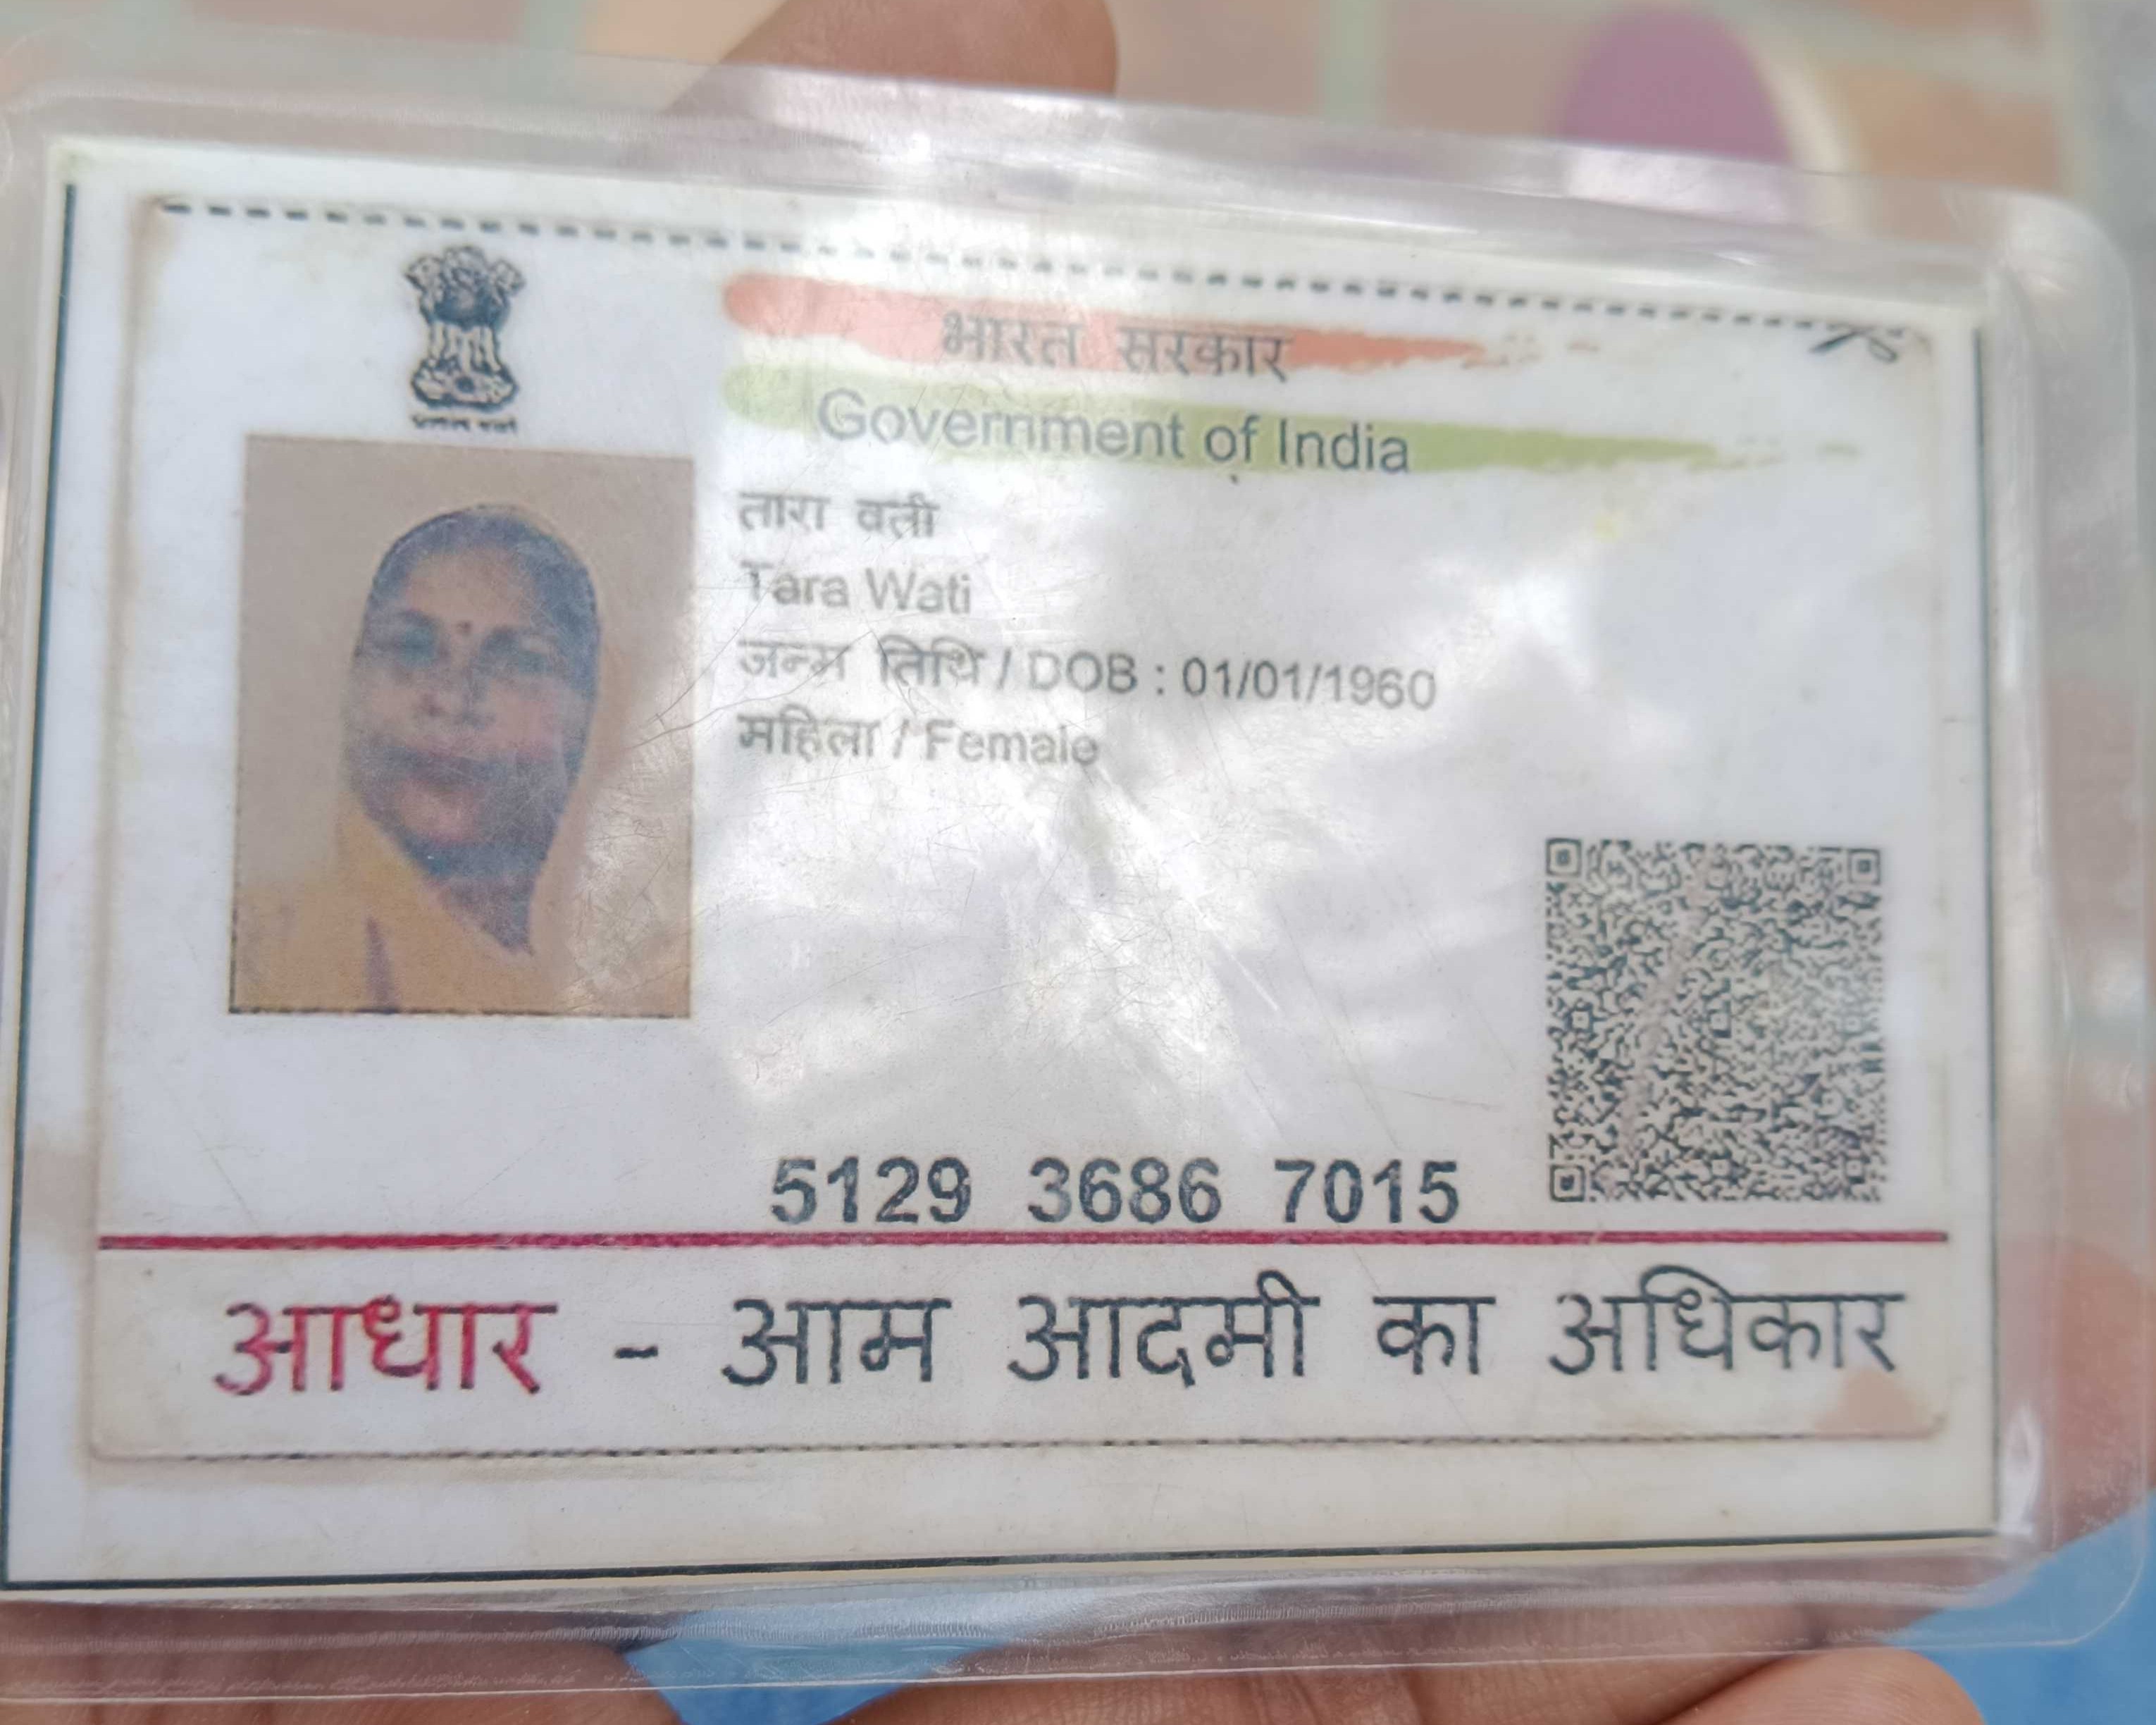 भारत सरकार
Government of India
तारा वती
Tara Wati
जन्म तिथि / DOB : 01/01/1960
महिला / Female
5129 3686 7015
आधार - आम आदमी का अधिकार